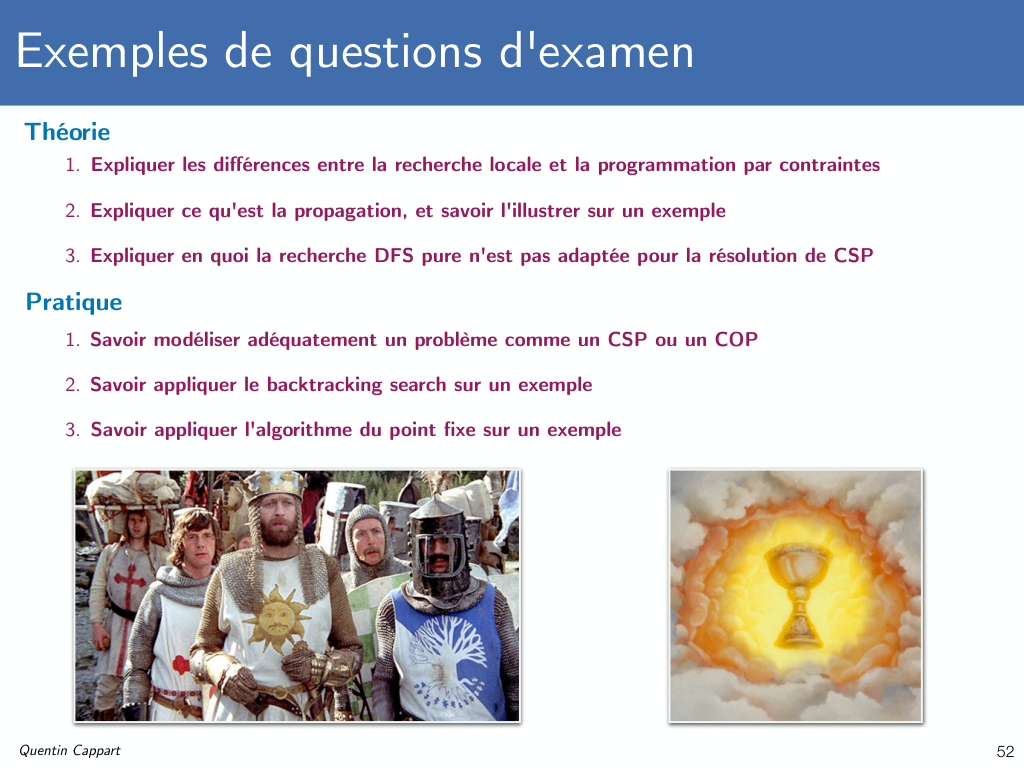 Exemples de questions d'examen
Théorie
1. Expliquer les différences entre la recherche locale et la programmation par contraintes
2. Expliquer ce qu'est la propagation, et savoir l'illustrer sur un exemple
3. Expliquer en quoi la recherche DFS pure n'est pas adaptée pour la résolution de CSP
Pratique
1. Savoir modéliser adéquatement un problème comme un CSP ou un COP
2. Savoir appliquer le backtracking search sur un exemple
3. Savoir appliquer l'algorithme du point fixe sur un exemple
Quentin Cappart
52